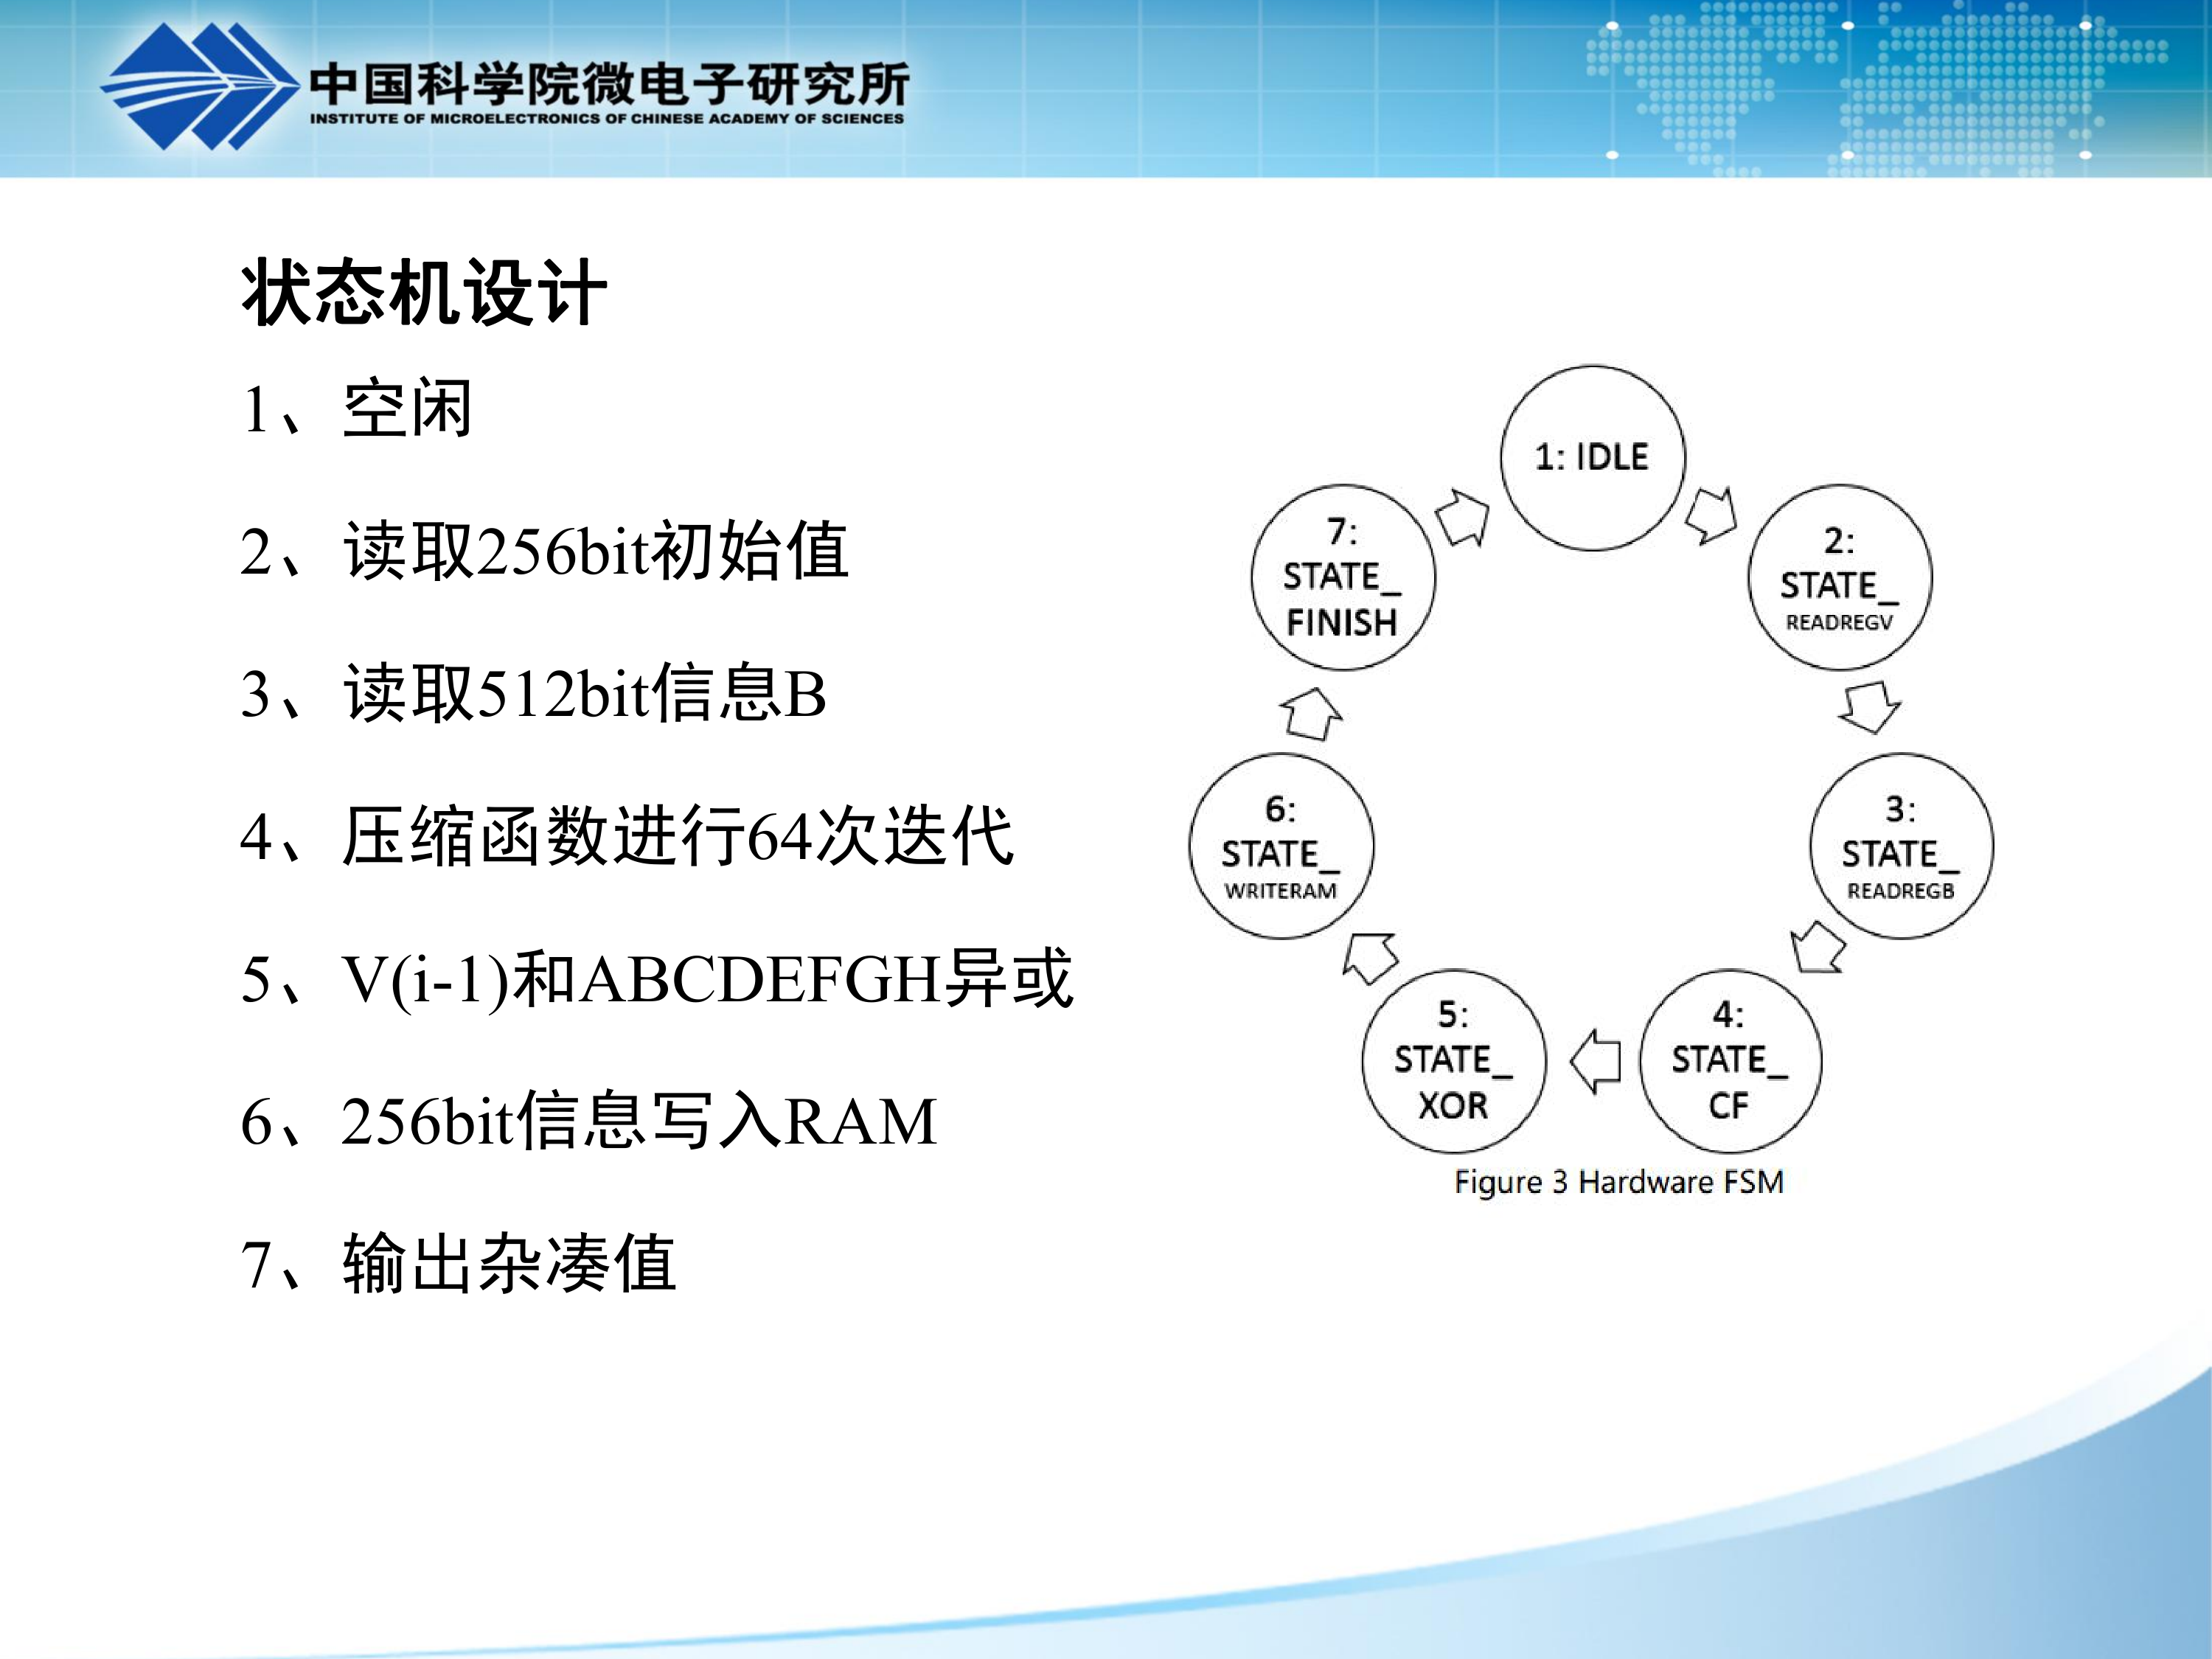 中国科学院微电子研究所
INSTITUTE OF MICROELECTRONICS OF CHINESE ACADEMY OF SCIENCES
状态机设计
1、空闲
2、读取256bit初始值
3、读取512bit信息B
4、压缩函数进行64次迭代
5、V(i-1)和ABCDEFGH异或
6、256bit信息写入RAM
7、输出杂凑值
1: IDLE
2:
STATE_
READREGV
3:
STATE_
READREGB
4:
STATE_
CF
5:
STATE_
XOR
6:
STATE_
WRITERAM
7:
STATE_
FINISH
Figure 3 Hardware FSM